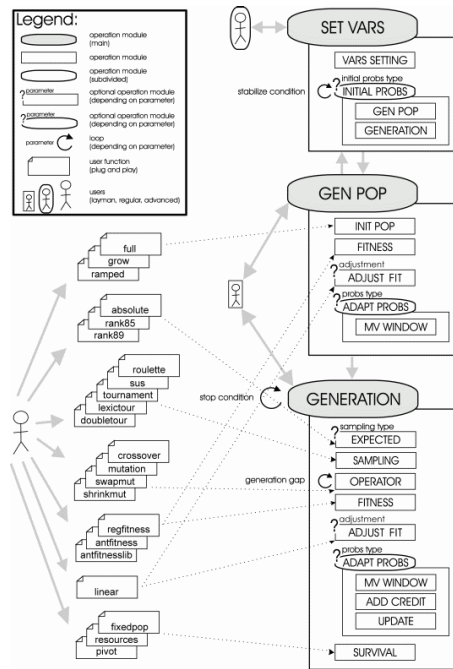 Legend:
operation module
(main)
operation module
operation module
(subdivided)
?parameter
optional operation module
(depending on parameter)
?parameter
optional operation module
(depending on parameter)
parameter
loop
(depending on parameter)
user function
(plug and play)
users
(layman, regular, advanced)
SET VARS
VARS SETTING
stabilize condition
? initial probs type
INITIAL PROBS
GEN POP
GENERATION
GEN POP
INIT POP
FITNESS
? adjustment
ADJUST FIT
? probs type
ADAPT PROBS
MV WINDOW
full
grow
ramped
absolute
rank85
rank89
roulette
sus
tournament
lexictour
doubletour
crossover
mutation
swapmut
shrinkmut
regfitness
antfitness
antfitnesslib
linear
fixedpop
resources
pivot
stop condition
GENERATION
? sampling type
EXPECTED
SAMPLING
generation gap
OPERATOR
FITNESS
? adjustment
ADJUST FIT
? probs type
ADAPT PROBS
MV WINDOW
ADD CREDIT
UPDATE
SURVIVAL